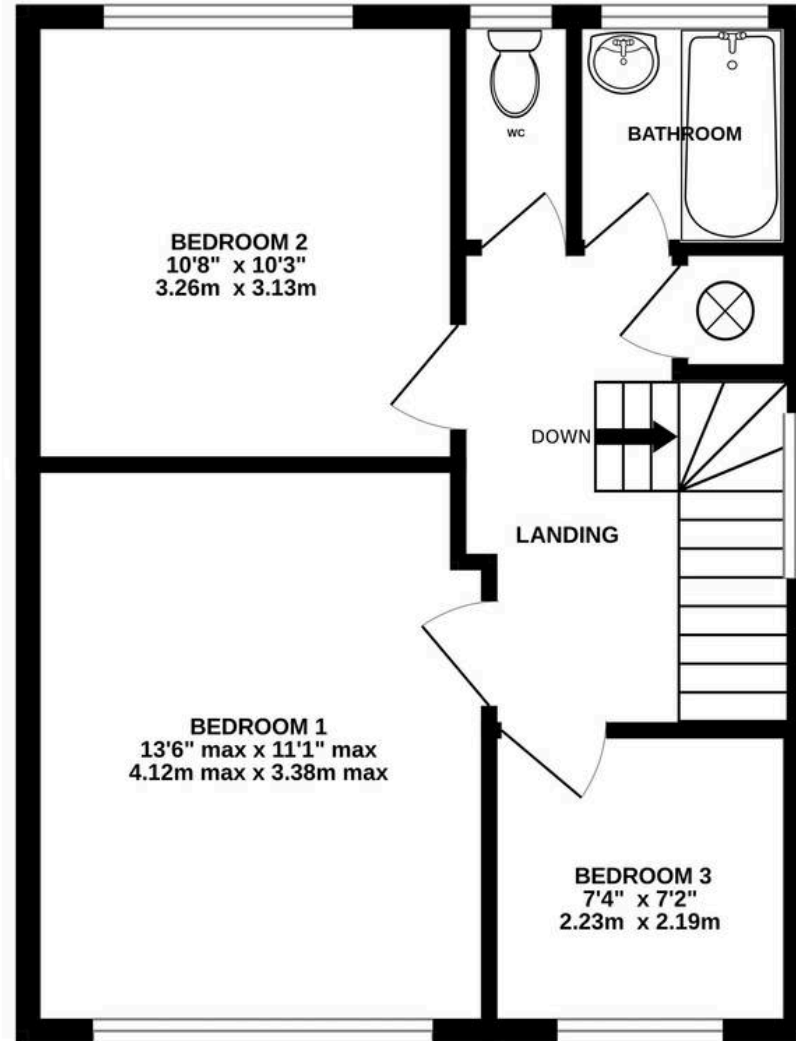 WC
BATHROOM
BEDROOM 2
10'8" x 10'3"
3.26m x 3.13m
DOWN
LANDING
BEDROOM 1
13'6" max x 11'1" max
4.12m max x 3.38m max
BEDROOM 3
7'4" x 7'2"
2.23m x 2.19m